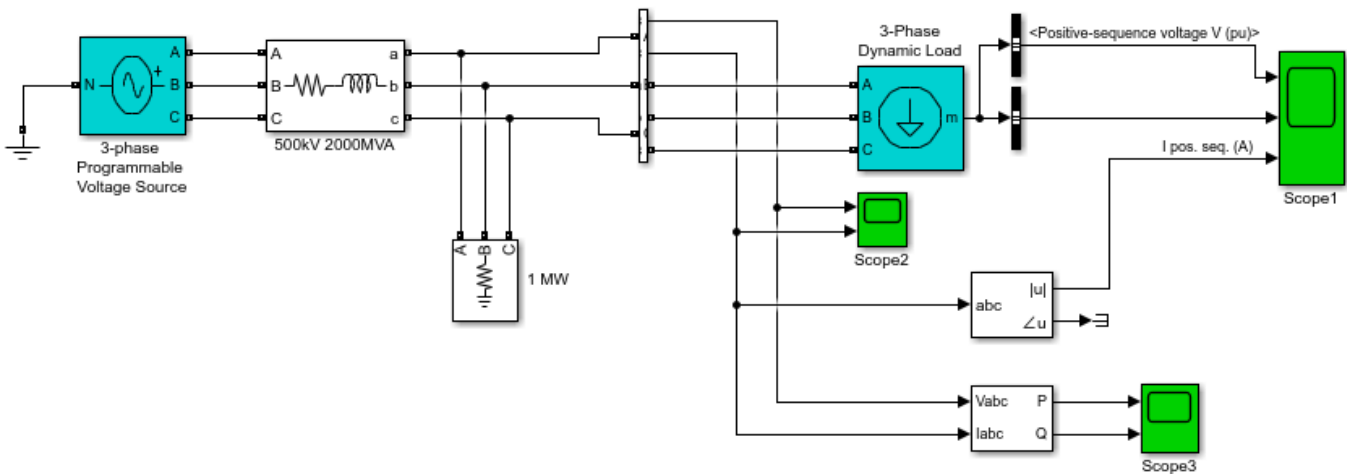 N
A
B
C
+
3-phase
Programmable
Voltage Source
A
B
C
a
b
c
500kV 2000MVA
A
B
C
1 MW
3-Phase
Dynamic Load
A
B
C
m
<Positive-sequence voltage V (pu)>
I pos. seq. (A)
Scope1
Scope2
abc
|u|
∠u
Vabc
Iabc
P
Q
Scope3